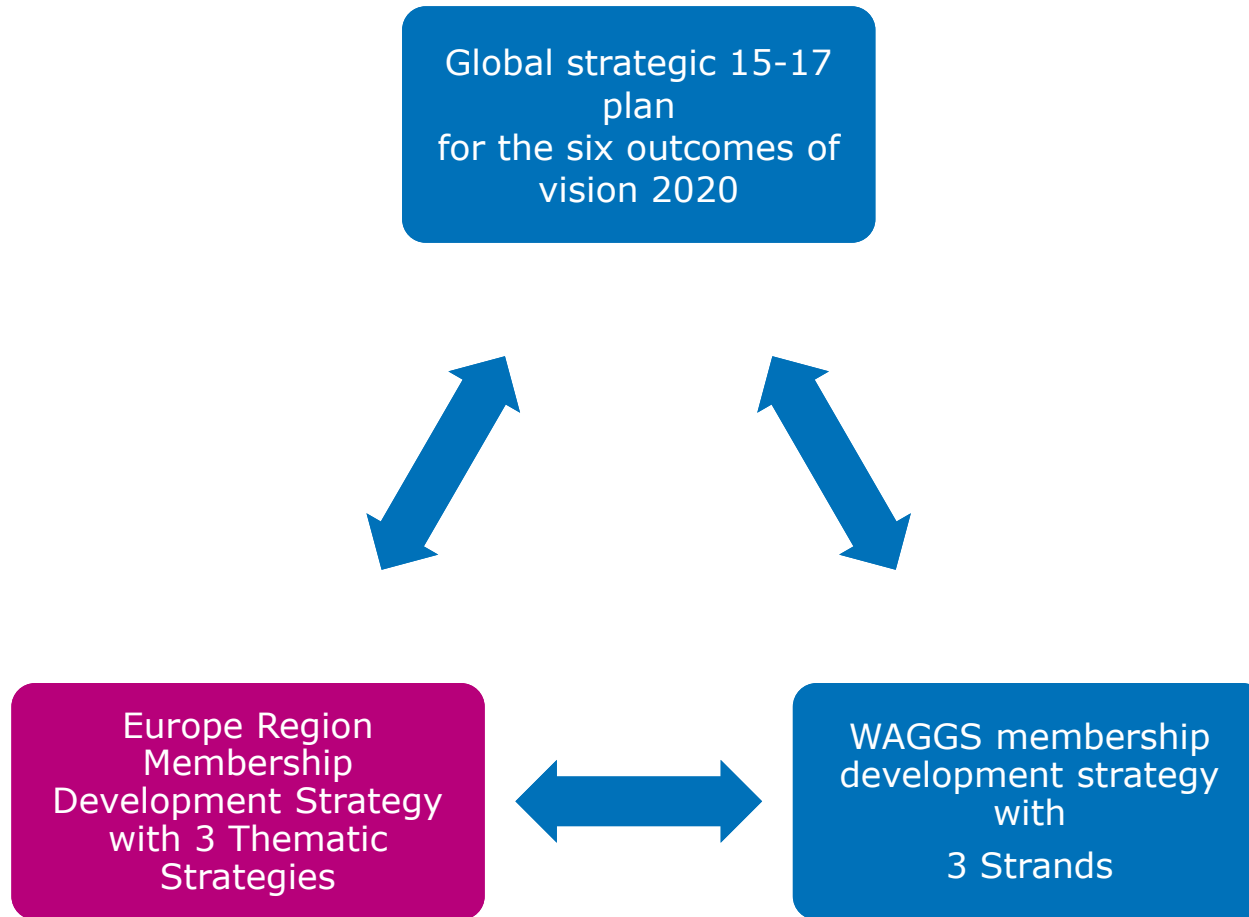 Global strategic 15-17
plan
for the six outcomes of
vision 2020
Europe Region
Membership
Development Strategy
with 3 Thematic
Strategies
WAGGS membership
development strategy
with
3 Strands